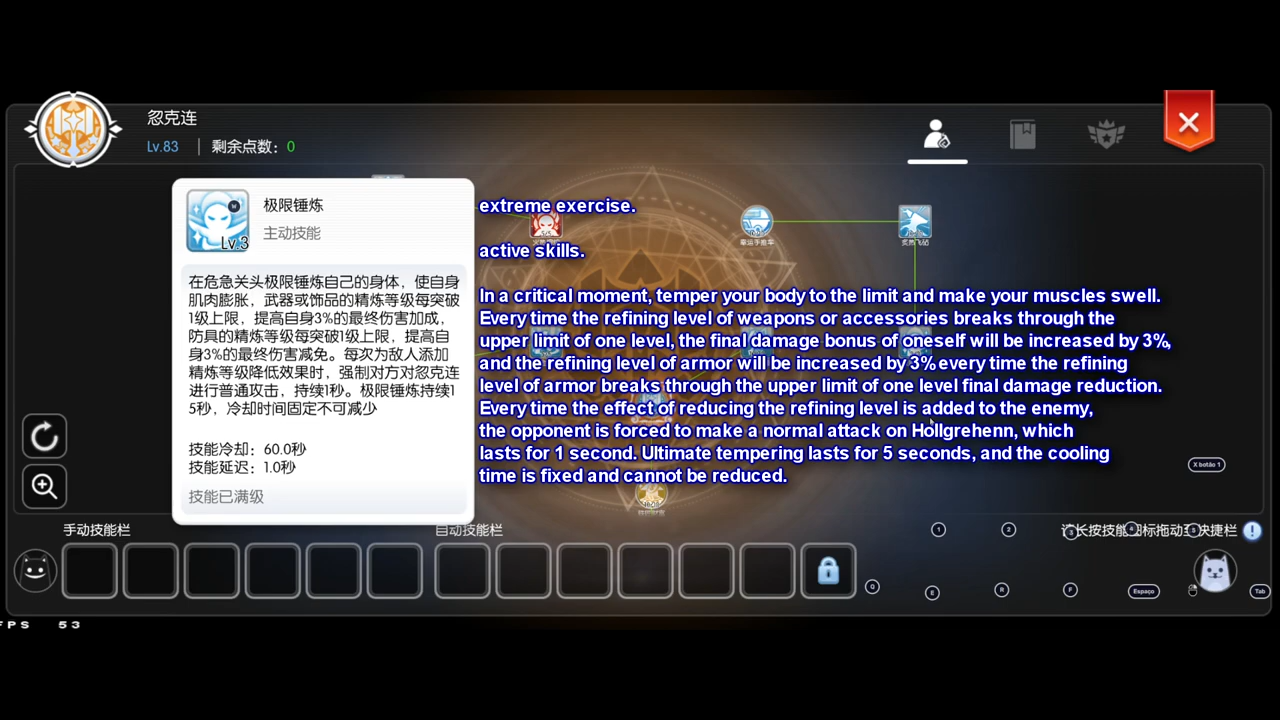 忽克连
Lv.83 | 剩余点数：0
极限锤炼
主动技能
Lv.3
在危急关头极限锤炼自己的身体，使自身
肌肉膨胀，武器或饰品的精炼等级每突破
1级上限，提高自身3%的最终伤害加成，
防具的精炼等级每突破1级上限，提高自
身3%的最终伤害减免。每次为敌人添加
精炼等级降低效果时，强制对方对忽克连
进行普通攻击，持续1秒。极限锤炼持续1
5秒，冷却时间固定不可减少
技能冷却：60.0秒
技能延迟：1.0秒
技能已满级
extreme exercise.
active skills.
In a critical moment, temper your body to the limit and make your muscles swell.
Every time the refining level of weapons or accessories breaks through the
upper limit of one level, the final damage bonus of oneself will be increased by 3%,
and the refining level of armor will be increased by 3% every time the refining
level of armor breaks through the upper limit of one level final damage reduction.
Every time the effect of reducing the refining level is added to the enemy,
the opponent is forced to make a normal attack on Hollgrehenn, which
lasts for 1 second. Ultimate tempering lasts for 5 seconds, and the cooling
time is fixed and cannot be reduced.
幸运手推车
X botão 1
手动技能栏
自动技能栏
1 2 3 4 5
Q E R F Espaço Tab
FPS 53